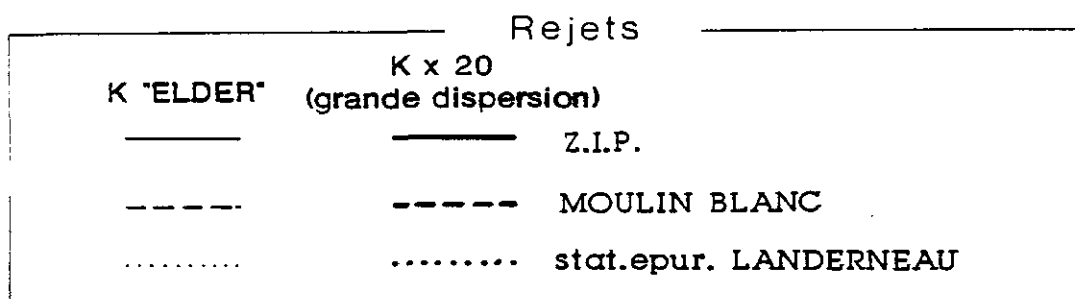 Rejets
K "ELDER"
K x 20
(grande dispersion)
Z.I.P.
MOULIN BLANC
stat.epur. LANDERNEAU